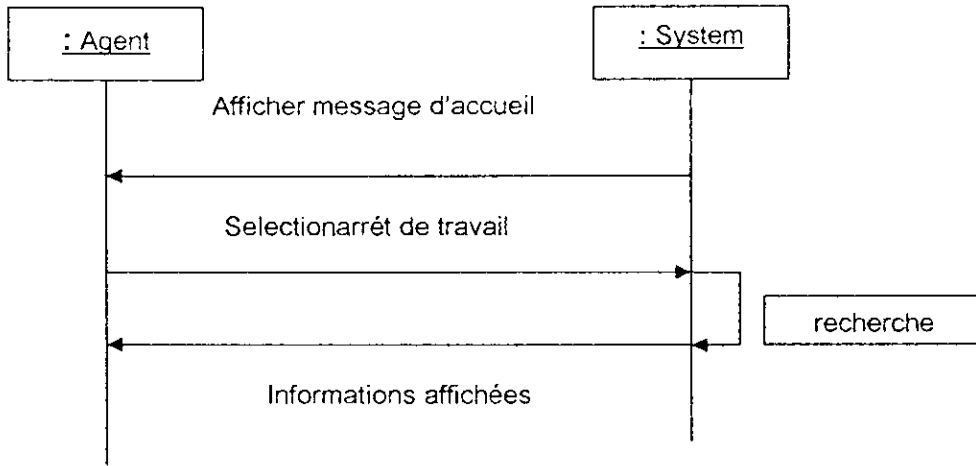 : Agent
: System
Afficher message d'accueil
Selectionarrét de travail
recherche
Informations affichées